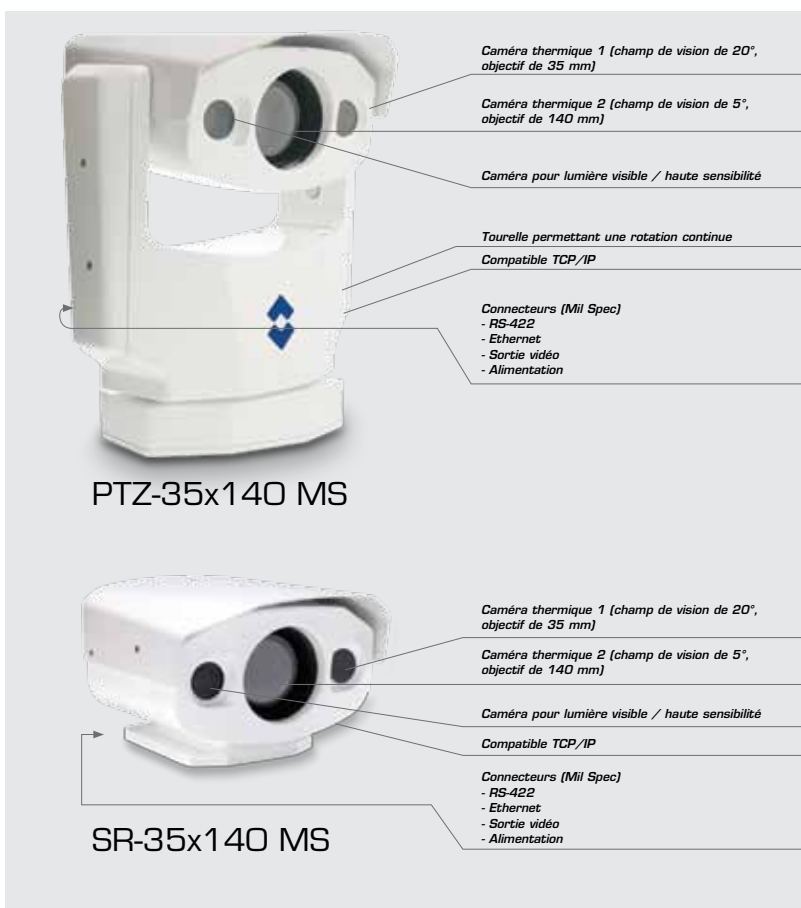 Caméra thermique 1 (champ de vision de 20°,
objectif de 35 mm)
Caméra thermique 2 (champ de vision de 5°,
objectif de 140 mm)
Caméra pour lumière visible / haute sensibilité
Tourelle permettant une rotation continue
Compatible TCP/IP
Connecteurs (Mil Spec)
- RS-422
- Ethernet
- Sortie vidéo
- Alimentation
PTZ-35x140 MS
Caméra thermique 1 (champ de vision de 20°,
objectif de 35 mm)
Caméra thermique 2 (champ de vision de 5°,
objectif de 140 mm)
Caméra pour lumière visible / haute sensibilité
Compatible TCP/IP
Connecteurs (Mil Spec)
- RS-422
- Ethernet
- Sortie vidéo
- Alimentation
SR-35x140 MS